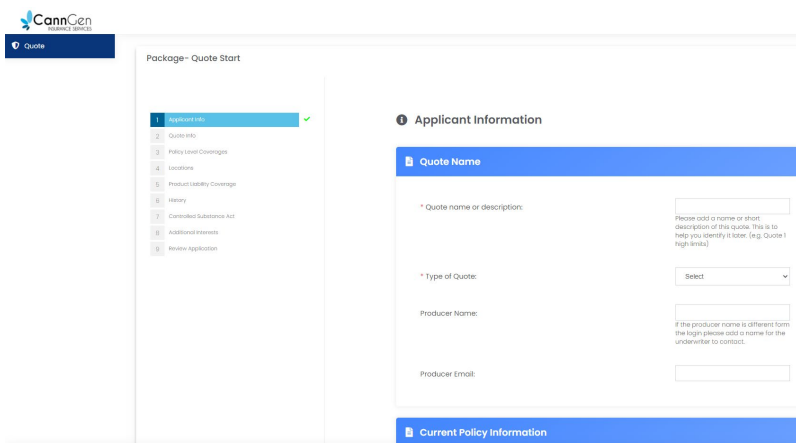 CannGen
INSURANCE SERVICES
Quote
Package- Quote Start
1 Applicant Info
2 Quote Info
3 Policy Level Coverages
4 Locations
5 Product Liability Coverage
6 History
7 Controlled Substance Act
8 Additional Interests
9 Review Application
Applicant Information
Quote Name
* Quote name or description:
Please add a name or short
description of this quote. This is to
help you identify it later. (e.g. Quote 1
high limits)
* Type of Quote:
Select
Producer Name:
If the producer name is different form
the login please add a name for the
underwriter to contact.
Producer Email:
Current Policy Information